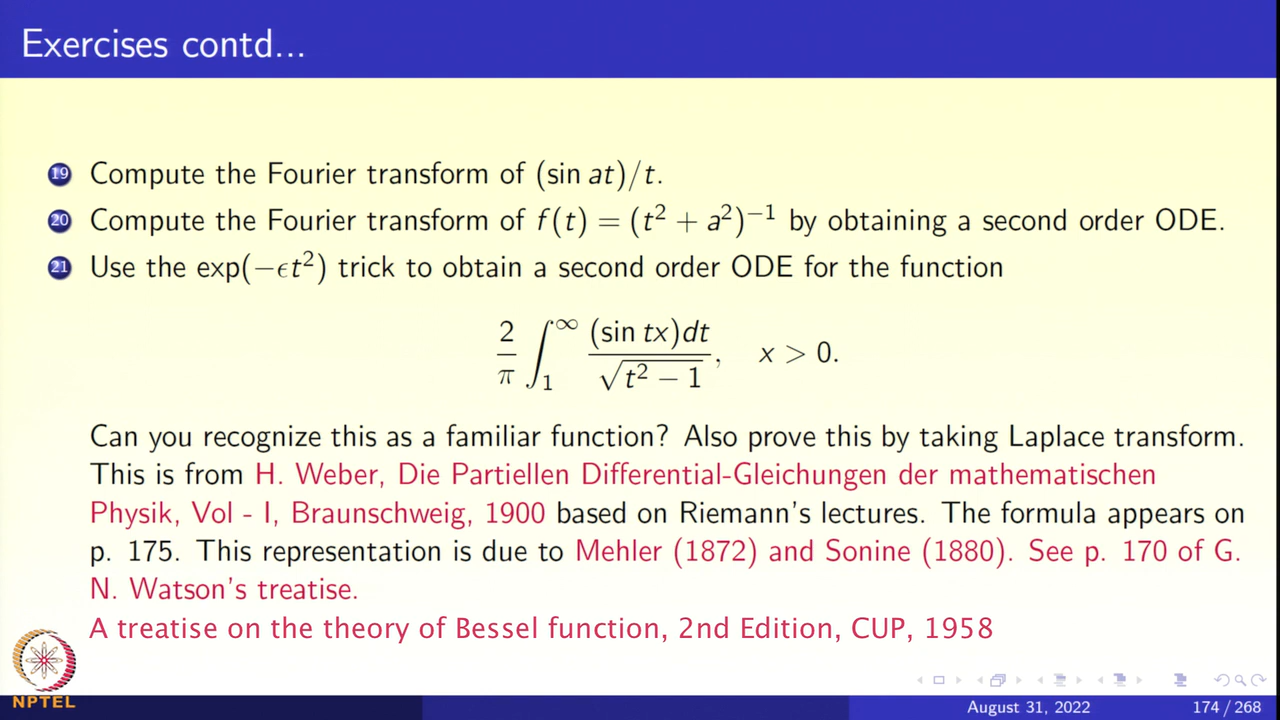 Exercises contd...
19 Compute the Fourier transform of (sin at)/t.
20 Compute the Fourier transform of f(t) = (t² + a²)⁻¹ by obtaining a second order ODE.
21 Use the exp(−ϵt²) trick to obtain a second order ODE for the function
2/π ∫₁^∞ (sin tx)dt/√(t² − 1), x > 0.
Can you recognize this as a familiar function? Also prove this by taking Laplace transform.
This is from H. Weber, Die Partiellen Differential-Gleichungen der mathematischen
Physik, Vol - I, Braunschweig, 1900 based on Riemann's lectures. The formula appears on
p. 175. This representation is due to Mehler (1872) and Sonine (1880). See p. 170 of G.
N. Watson's treatise.
A treatise on the theory of Bessel function, 2nd Edition, CUP, 1958
NPTEL
August 31, 2022 174 / 268